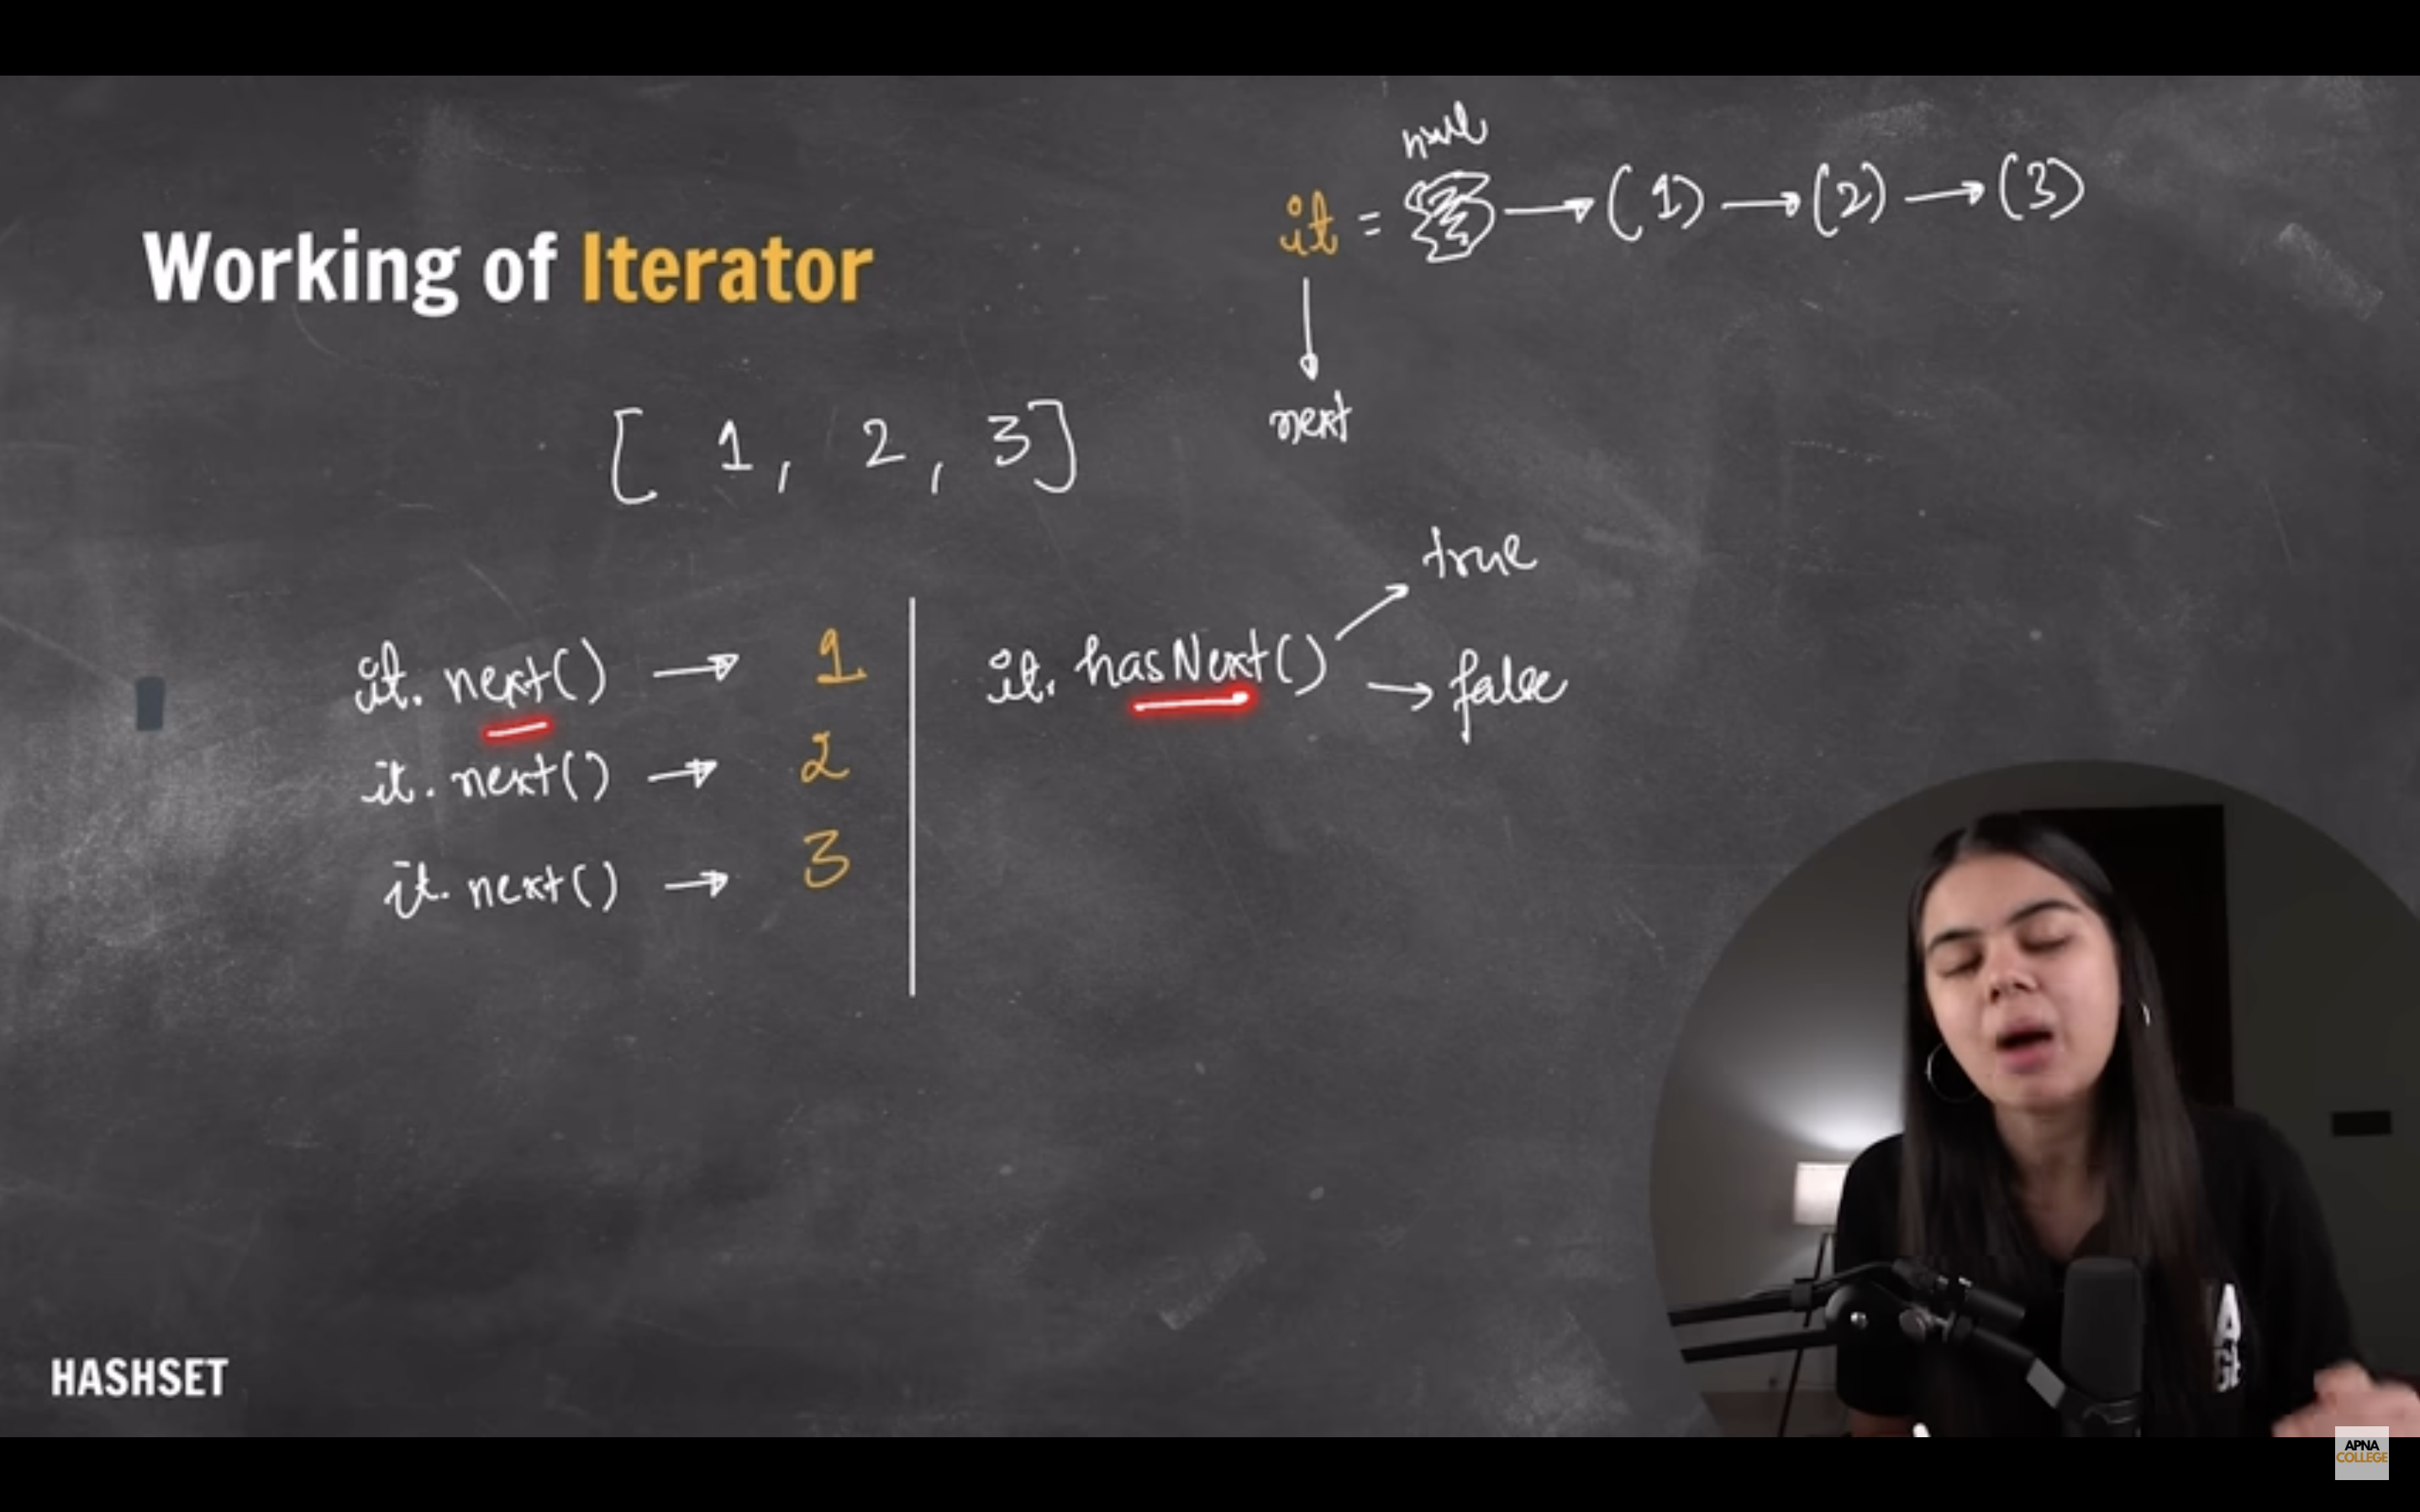 null
it = → (1) → (2) → (3)
Working of Iterator
next
[ 1, 2, 3]
true
it. next() → 1
it. hasNext()
→ false
it. next() → 2
it. next() → 3
HASHSET
APNA
COLLEGE